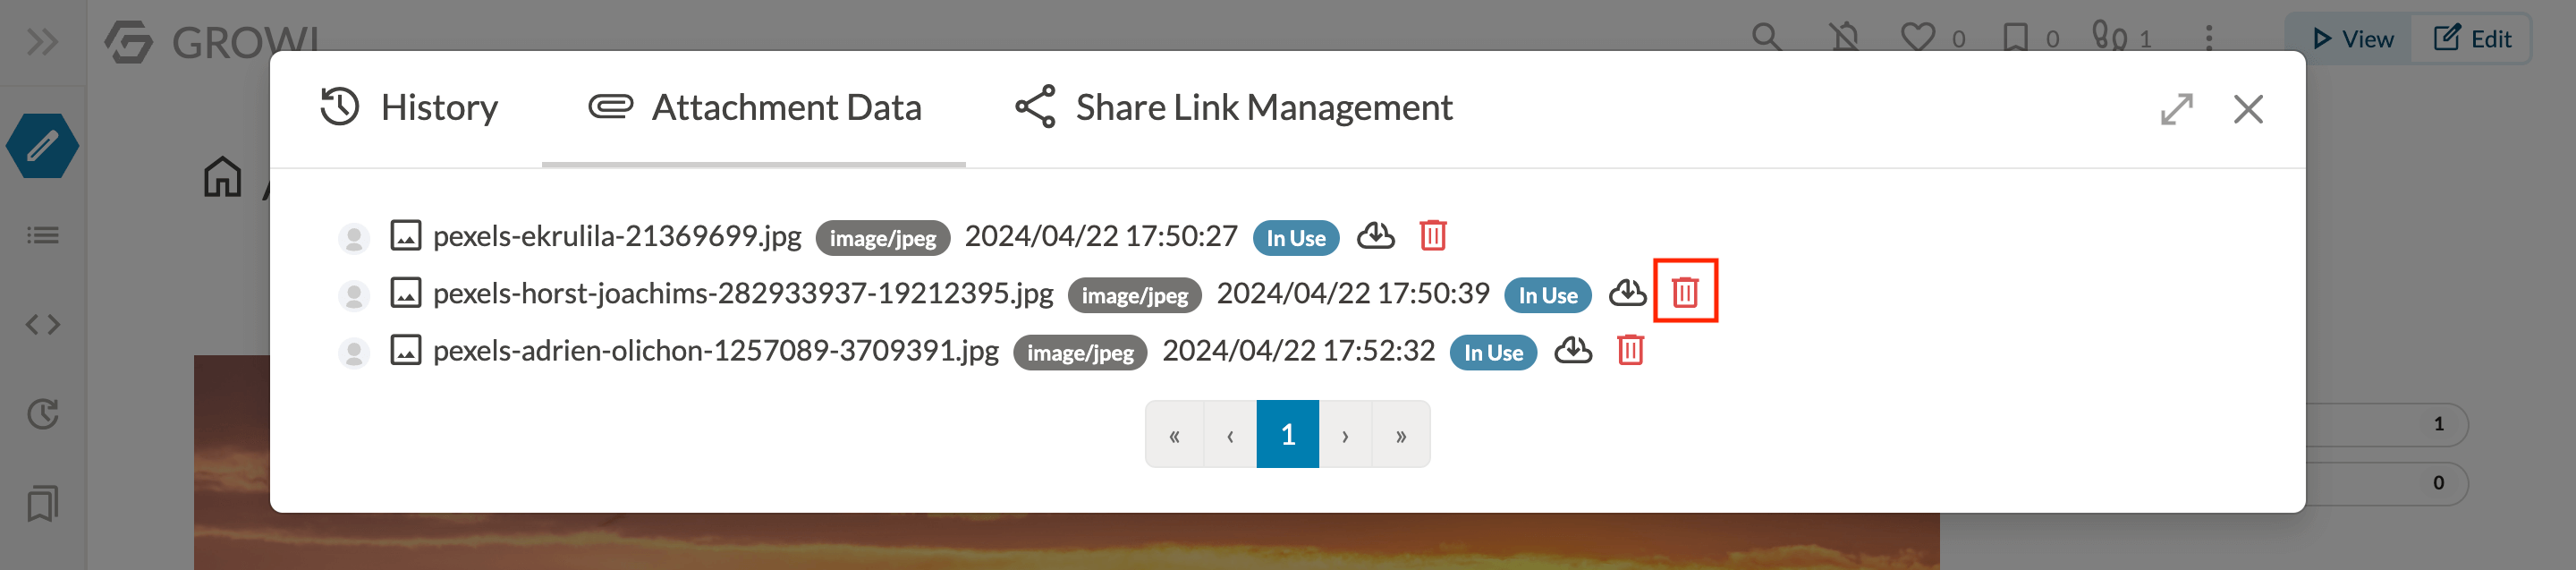 GROWI
0
0
1
View
Edit
History
Attachment Data
Share Link Management
pexels-ekrulila-21369699.jpg image/jpeg 2024/04/22 17:50:27 In Use
pexels-horst-joachims-282933937-19212395.jpg image/jpeg 2024/04/22 17:50:39 In Use
pexels-adrien-olichon-1257089-3709391.jpg image/jpeg 2024/04/22 17:52:32 In Use
« ‹ 1 › »
1
0